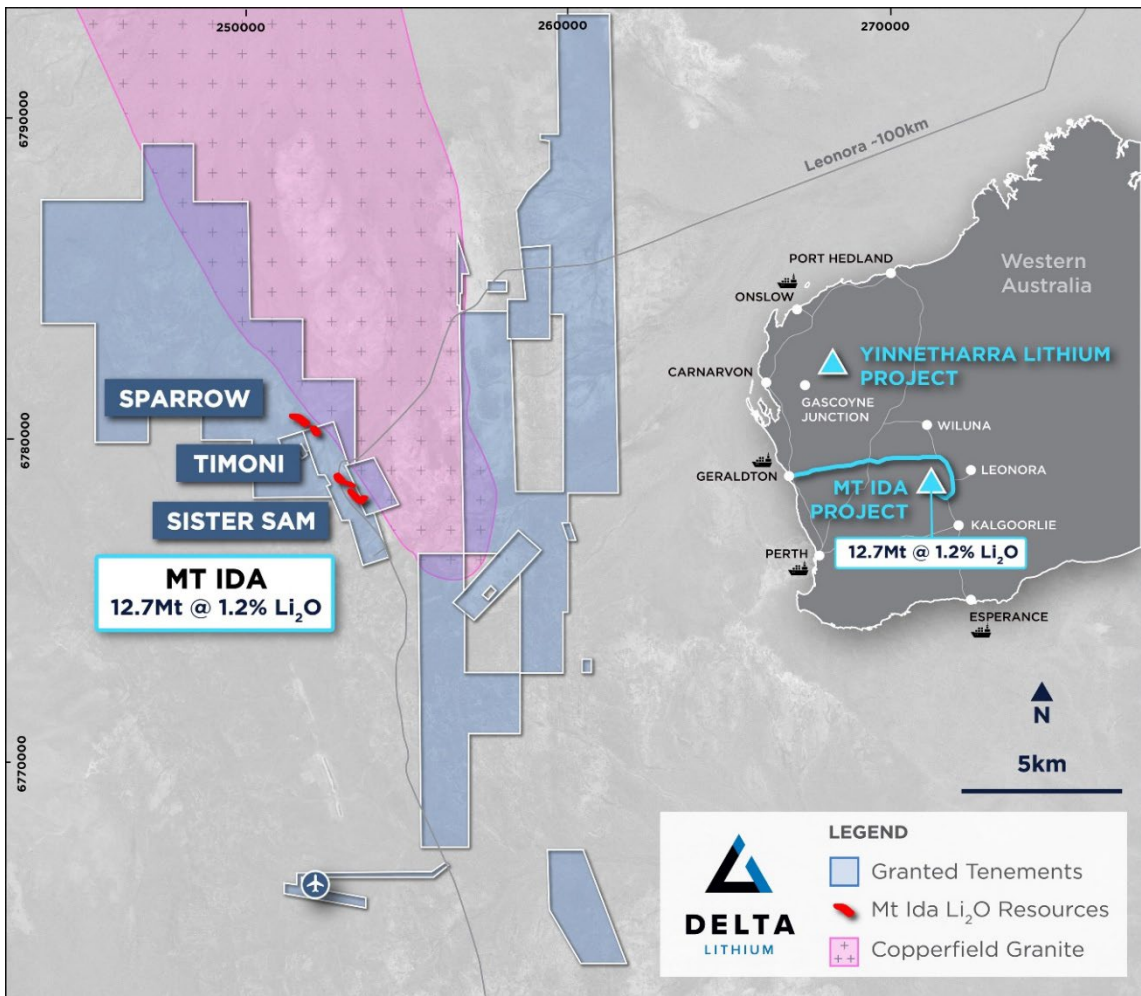 250000
260000
270000
6790000
6780000
6770000
Leonora ~100km
SPARROW
TIMONI
SISTER SAM
MT IDA
12.7Mt @ 1.2% Li₂O
PORT HEDLAND
ONSLOW
Western
Australia
YINNETHARRA LITHIUM
PROJECT
CARNARVON
GASCOYNE
JUNCTION
WILUNA
GERALDTON
LEONORA
MT IDA
PROJECT
KALGOORLIE
12.7Mt @ 1.2% Li₂O
PERTH
ESPERANCE
N
5km
DELTA
LITHIUM
LEGEND
Granted Tenements
Mt Ida Li₂O Resources
Copperfield Granite